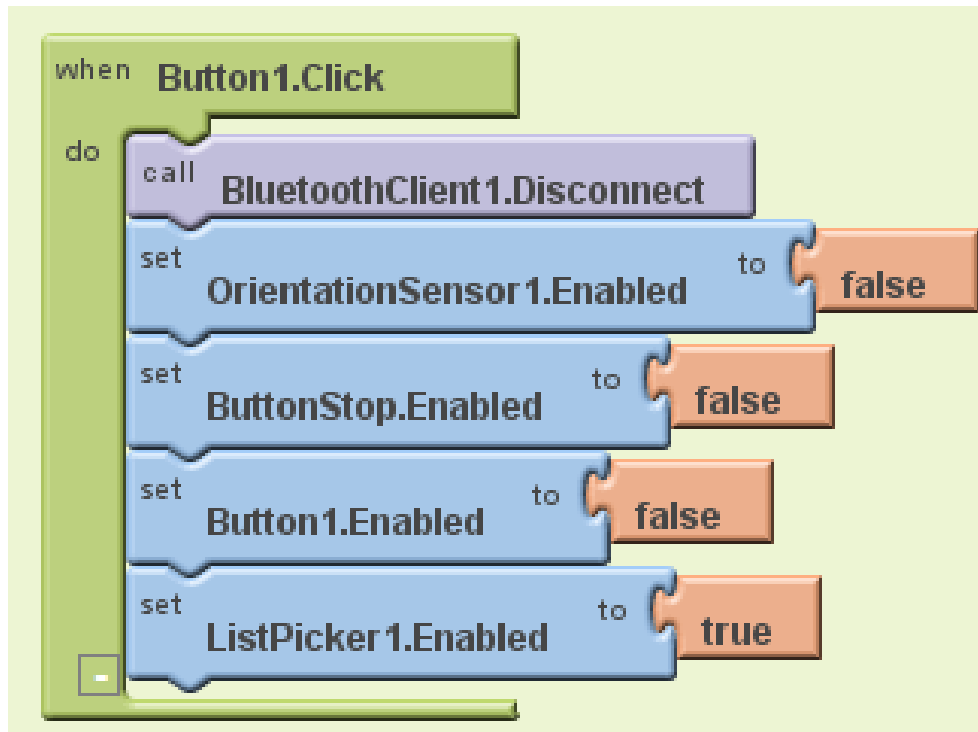 when Button1.Click
do
call BluetoothClient1.Disconnect
set OrientationSensor1.Enabled to false
set ButtonStop.Enabled to false
set Button1.Enabled to false
set ListPicker1.Enabled to true
-